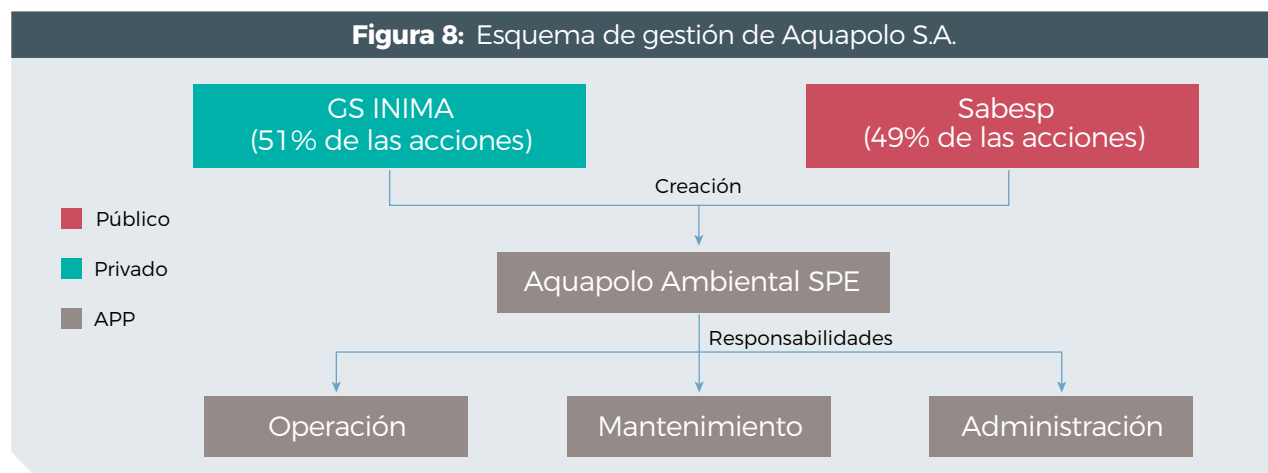 Figura 8: Esquema de gestión de Aquapolo S.A.
GS INIMA
(51% de las acciones)
Sabesp
(49% de las acciones)
Creación
Público
Privado
APP
Aquapolo Ambiental SPE
Responsabilidades
Operación
Mantenimiento
Administración